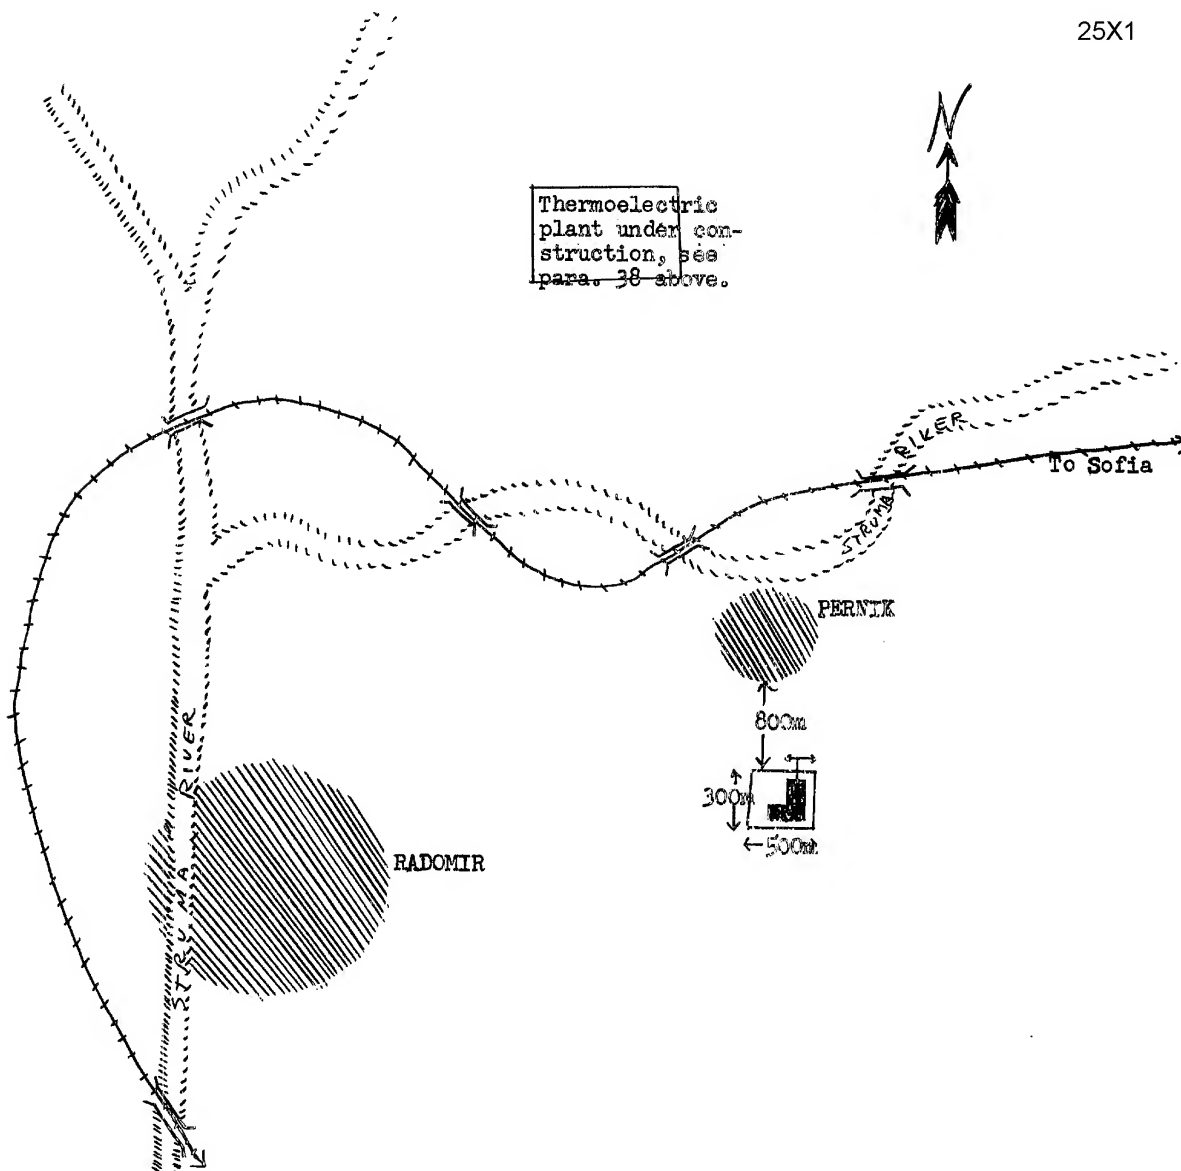 25X1
N
Thermoelectric
plant under con-
struction, see
para. 38 above.
RIKER
To Sofia
STRUMA
PERNIK
800m
300m
500m
RIVER
RADOMIR
STRUMA